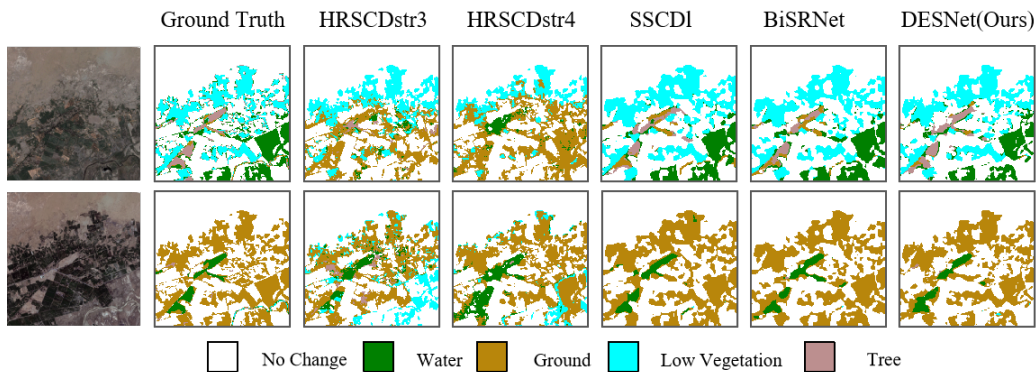 Ground Truth HRSCDstr3 HRSCDstr4 SSCDl BiSRNet DESNet(Ours)
No Change Water Ground Low Vegetation Tree